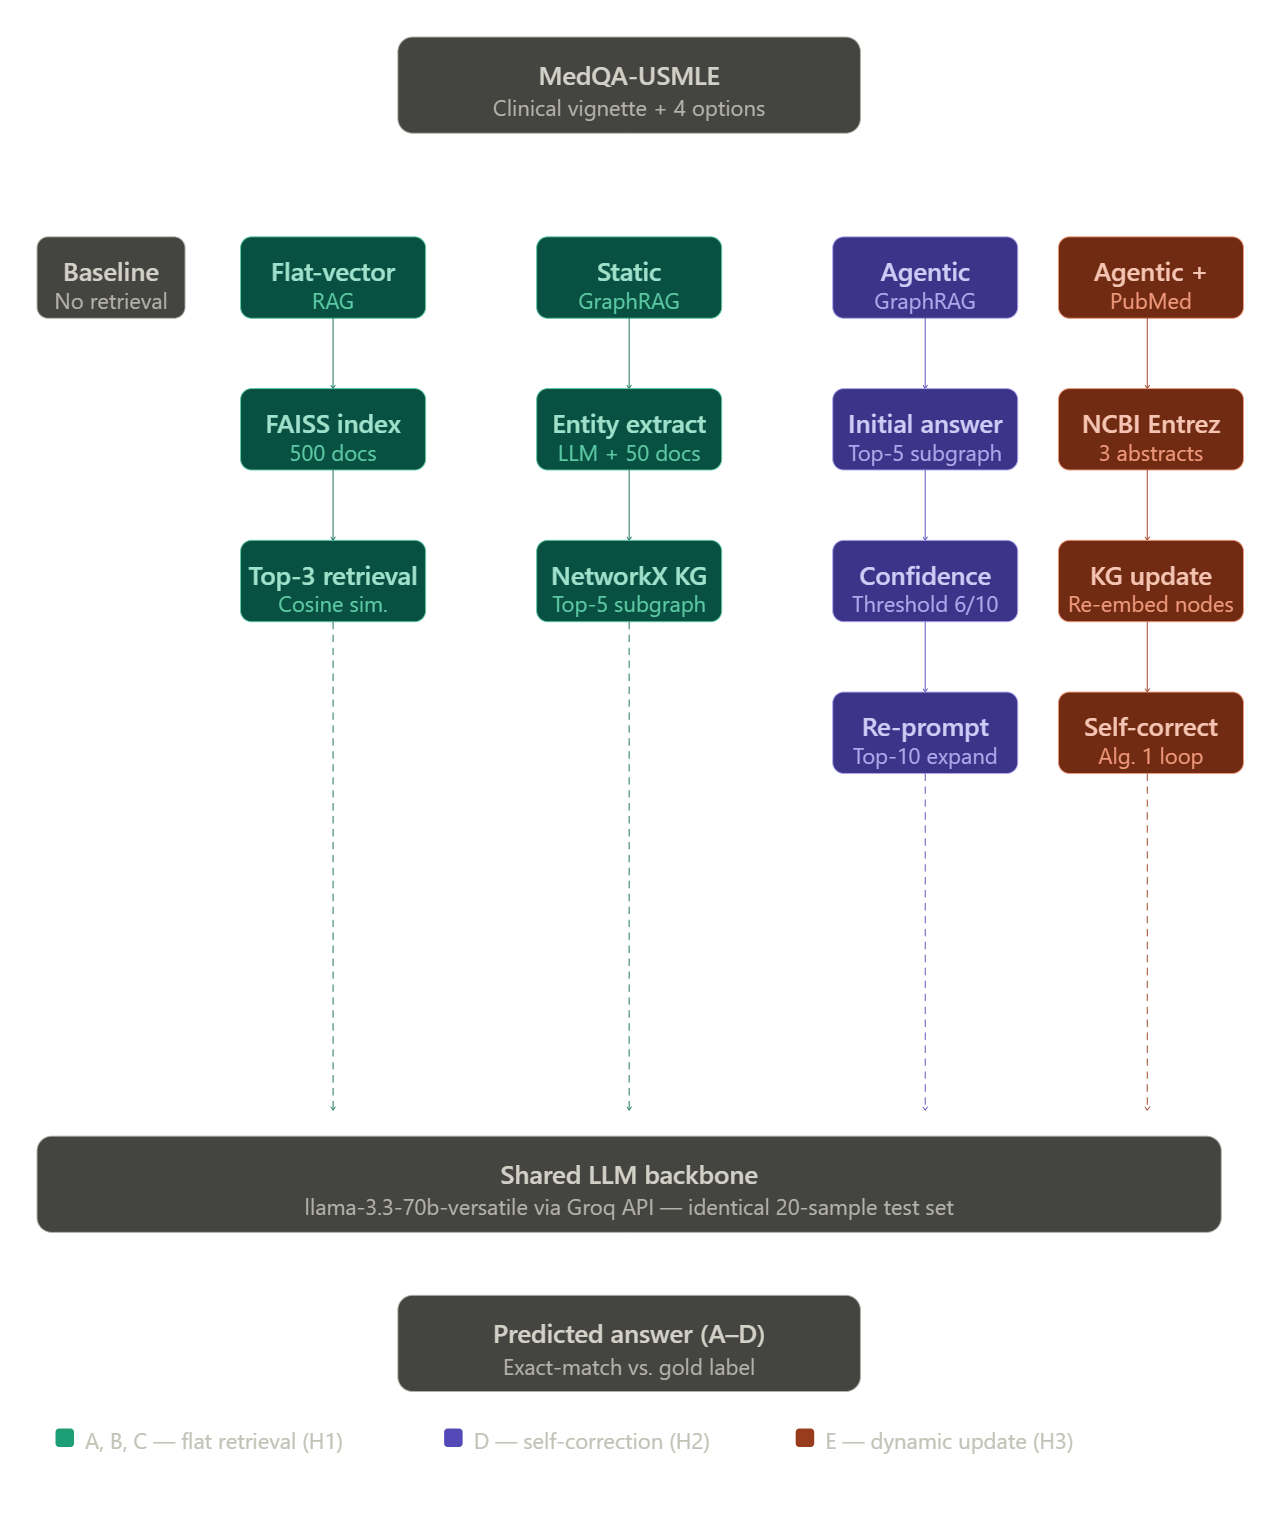 MedQA-USMLE
Clinical vignette + 4 options
Baseline
No retrieval
Flat-vector
RAG
Static
GraphRAG
Agentic
GraphRAG
Agentic +
PubMed
FAISS index
500 docs
Entity extract
LLM + 50 docs
Initial answer
Top-5 subgraph
NCBI Entrez
3 abstracts
Top-3 retrieval
Cosine sim.
NetworkX KG
Top-5 subgraph
Confidence
Threshold 6/10
KG update
Re-embed nodes
Re-prompt
Top-10 expand
Self-correct
Alg. 1 loop
Shared LLM backbone
llama-3.3-70b-versatile via Groq API — identical 20-sample test set
Predicted answer (A–D)
Exact-match vs. gold label
A, B, C — flat retrieval (H1)
D — self-correction (H2)
E — dynamic update (H3)